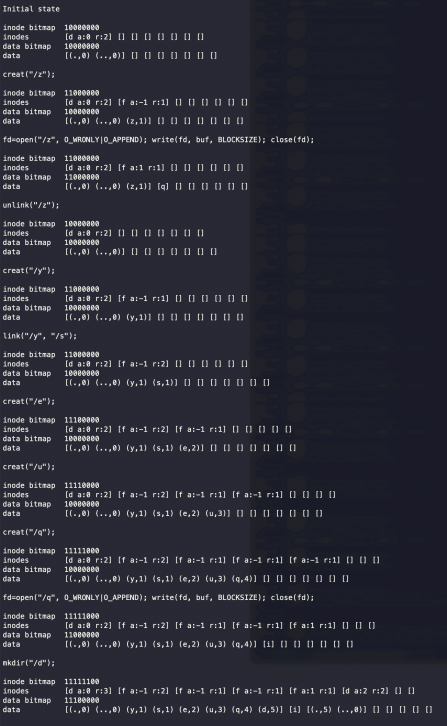 Initial state
inode bitmap 10000000
inodes [d a:0 r:2] [] [] [] [] [] [] []
data bitmap 10000000
data [(.,0) (..,0)] [] [] [] [] [] [] []
creat("/z");
inode bitmap 11000000
inodes [d a:0 r:2] [f a:-1 r:1] [] [] [] [] [] []
data bitmap 10000000
data [(.,0) (..,0) (z,1)] [] [] [] [] [] [] []
fd=open("/z", O_WRONLY|O_APPEND); write(fd, buf, BLOCKSIZE); close(fd);
inode bitmap 11000000
inodes [d a:0 r:2] [f a:1 r:1] [] [] [] [] [] []
data bitmap 11000000
data [(.,0) (..,0) (z,1)] [q] [] [] [] [] [] []
unlink("/z");
inode bitmap 10000000
inodes [d a:0 r:2] [] [] [] [] [] [] []
data bitmap 10000000
data [(.,0) (..,0)] [] [] [] [] [] [] []
creat("/y");
inode bitmap 11000000
inodes [d a:0 r:2] [f a:-1 r:1] [] [] [] [] [] []
data bitmap 10000000
data [(.,0) (..,0) (y,1)] [] [] [] [] [] [] []
link("/y", "/s");
inode bitmap 11000000
inodes [d a:0 r:2] [f a:-1 r:2] [] [] [] [] [] []
data bitmap 10000000
data [(.,0) (..,0) (y,1) (s,1)] [] [] [] [] [] [] []
creat("/e");
inode bitmap 11100000
inodes [d a:0 r:2] [f a:-1 r:2] [f a:-1 r:1] [] [] [] [] []
data bitmap 10000000
data [(.,0) (..,0) (y,1) (s,1) (e,2)] [] [] [] [] [] [] []
creat("/u");
inode bitmap 11110000
inodes [d a:0 r:2] [f a:-1 r:2] [f a:-1 r:1] [f a:-1 r:1] [] [] [] []
data bitmap 10000000
data [(.,0) (..,0) (y,1) (s,1) (e,2) (u,3)] [] [] [] [] [] [] []
creat("/q");
inode bitmap 11111000
inodes [d a:0 r:2] [f a:-1 r:2] [f a:-1 r:1] [f a:-1 r:1] [f a:-1 r:1] [] [] []
data bitmap 10000000
data [(.,0) (..,0) (y,1) (s,1) (e,2) (u,3) (q,4)] [] [] [] [] [] [] []
fd=open("/q", O_WRONLY|O_APPEND); write(fd, buf, BLOCKSIZE); close(fd);
inode bitmap 11111000
inodes [d a:0 r:2] [f a:-1 r:2] [f a:-1 r:1] [f a:-1 r:1] [f a:1 r:1] [] [] []
data bitmap 11000000
data [(.,0) (..,0) (y,1) (s,1) (e,2) (u,3) (q,4)] [i] [] [] [] [] [] []
mkdir("/d");
inode bitmap 11111100
inodes [d a:0 r:3] [f a:-1 r:2] [f a:-1 r:1] [f a:-1 r:1] [f a:1 r:1] [d a:2 r:2] [] []
data bitmap 11100000
data [(.,0) (..,0) (y,1) (s,1) (e,2) (u,3) (q,4) (d,5)] [i] [(.,5) (..,0)] [] [] [] [] []